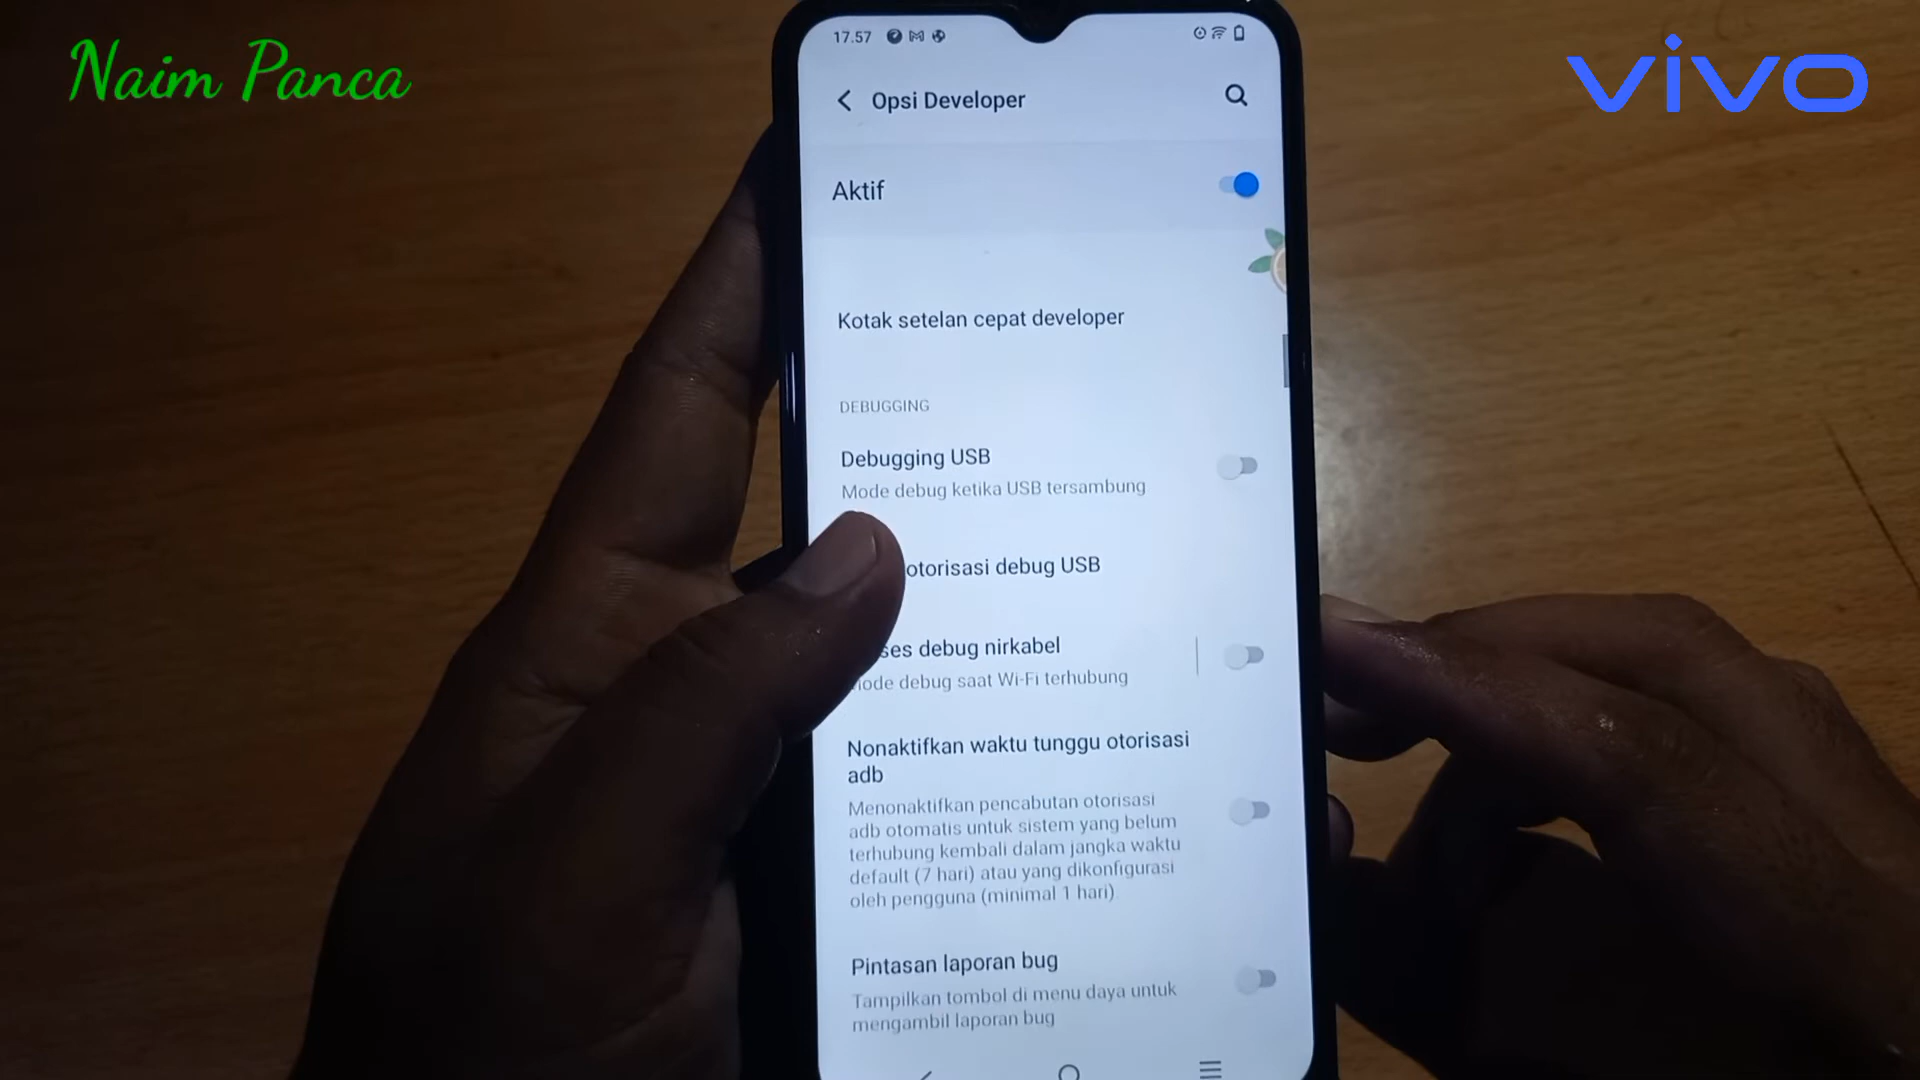 Naim Panca
vivo
17.57
Opsi Developer
Aktif
Kotak setelan cepat developer
DEBUGGING
Debugging USB
Mode debug ketika USB tersambung
otorisasi debug USB
debug nirkabel
debug saat Wi-Fi terhubung
Nonaktifkan waktu tunggu otorisasi
adb
Menonaktifkan pencabutan otorisasi
adb otomatis untuk sistem yang belum
terhubung kembali dalam jangka waktu
default (7 hari) atau yang dikonfigurasi
oleh pengguna (minimal 1 hari)
Pintasan laporan bug
Tampilkan tombol di menu daya untuk
mengambil laporan bug